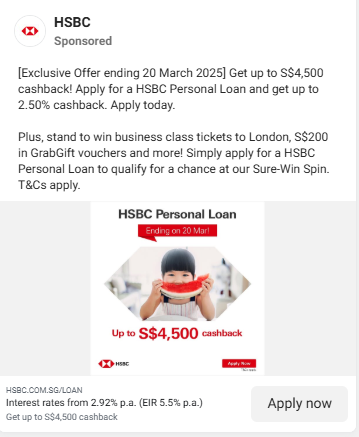 HSBC
Sponsored
[Exclusive Offer ending 20 March 2025] Get up to S$4,500
cashback! Apply for a HSBC Personal Loan and get up to
2.50% cashback. Apply today.
Plus, stand to win business class tickets to London, S$200
in GrabGift vouchers and more! Simply apply for a HSBC
Personal Loan to qualify for a chance at our Sure-Win Spin.
T&Cs apply.
HSBC Personal Loan
Ending on 20 Mar!
Up to S$4,500 cashback
HSBC
Apply Now
HSBC.COM.SG/LOAN
Interest rates from 2.92% p.a. (EIR 5.5% p.a.)
Get up to S$4,500 cashback
Apply now